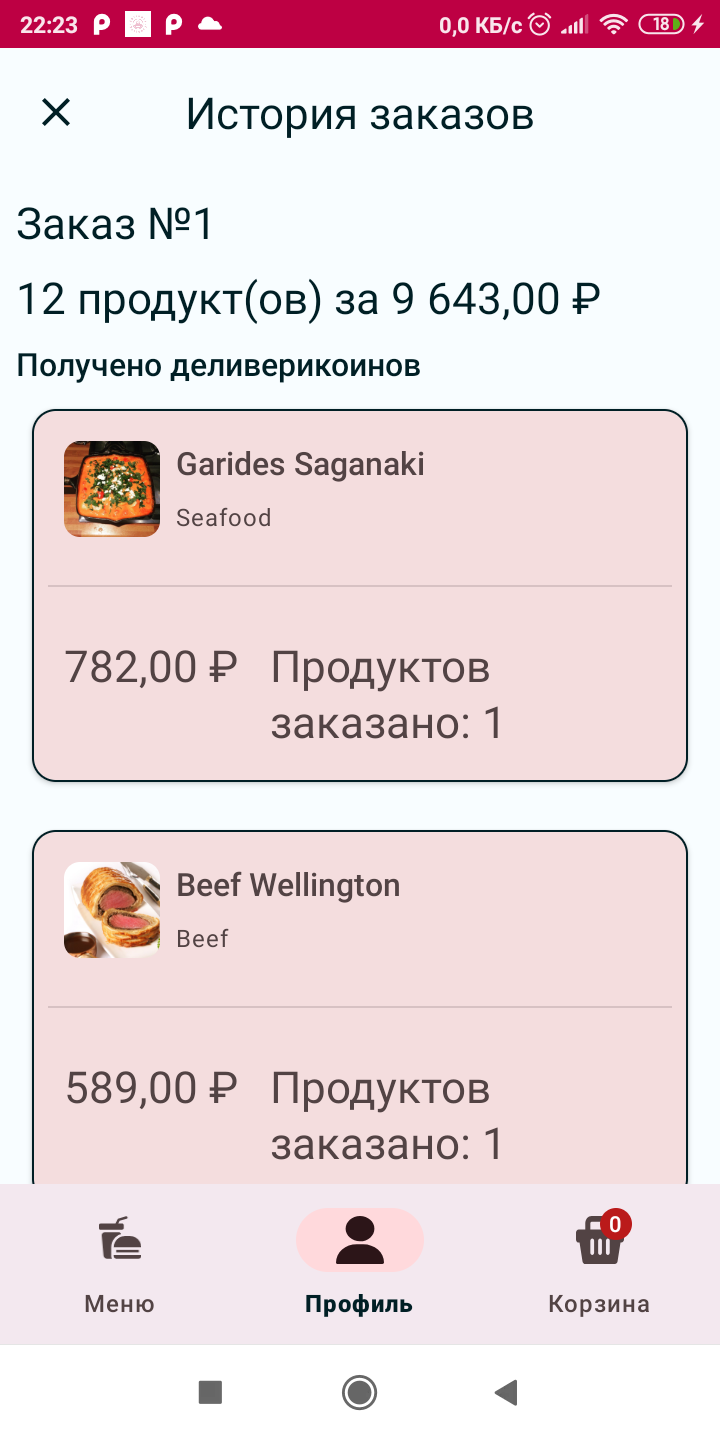 22:23
0,0 КБ/с
18
История заказов
Заказ №1
12 продукт(ов) за 9 643,00 ₽
Получено деливерикоинов
Garides Saganaki
Seafood
782,00 ₽ Продуктов
заказано: 1
Beef Wellington
Beef
589,00 ₽ Продуктов
заказано: 1
0
Меню Профиль Корзина